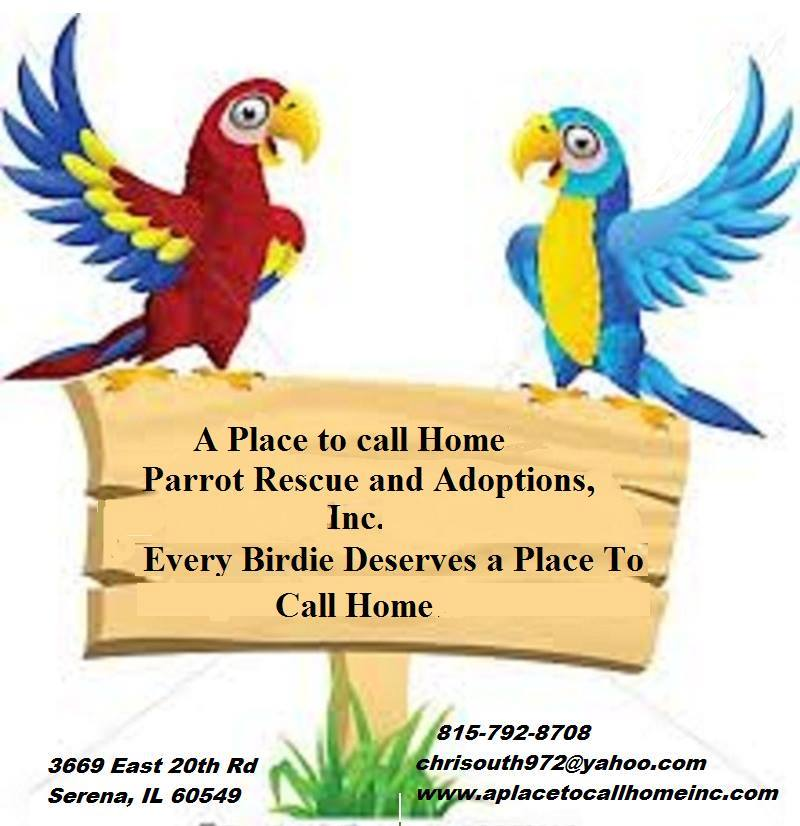 A Place to call Home
Parrot Rescue and Adoptions,
Inc.
Every Birdie Deserves a Place To
Call Home
815-792-8708
3669 East 20th Rd
chrisouth972@yahoo.com
Serena, IL 60549
www.aplacetocallhomeinc.com